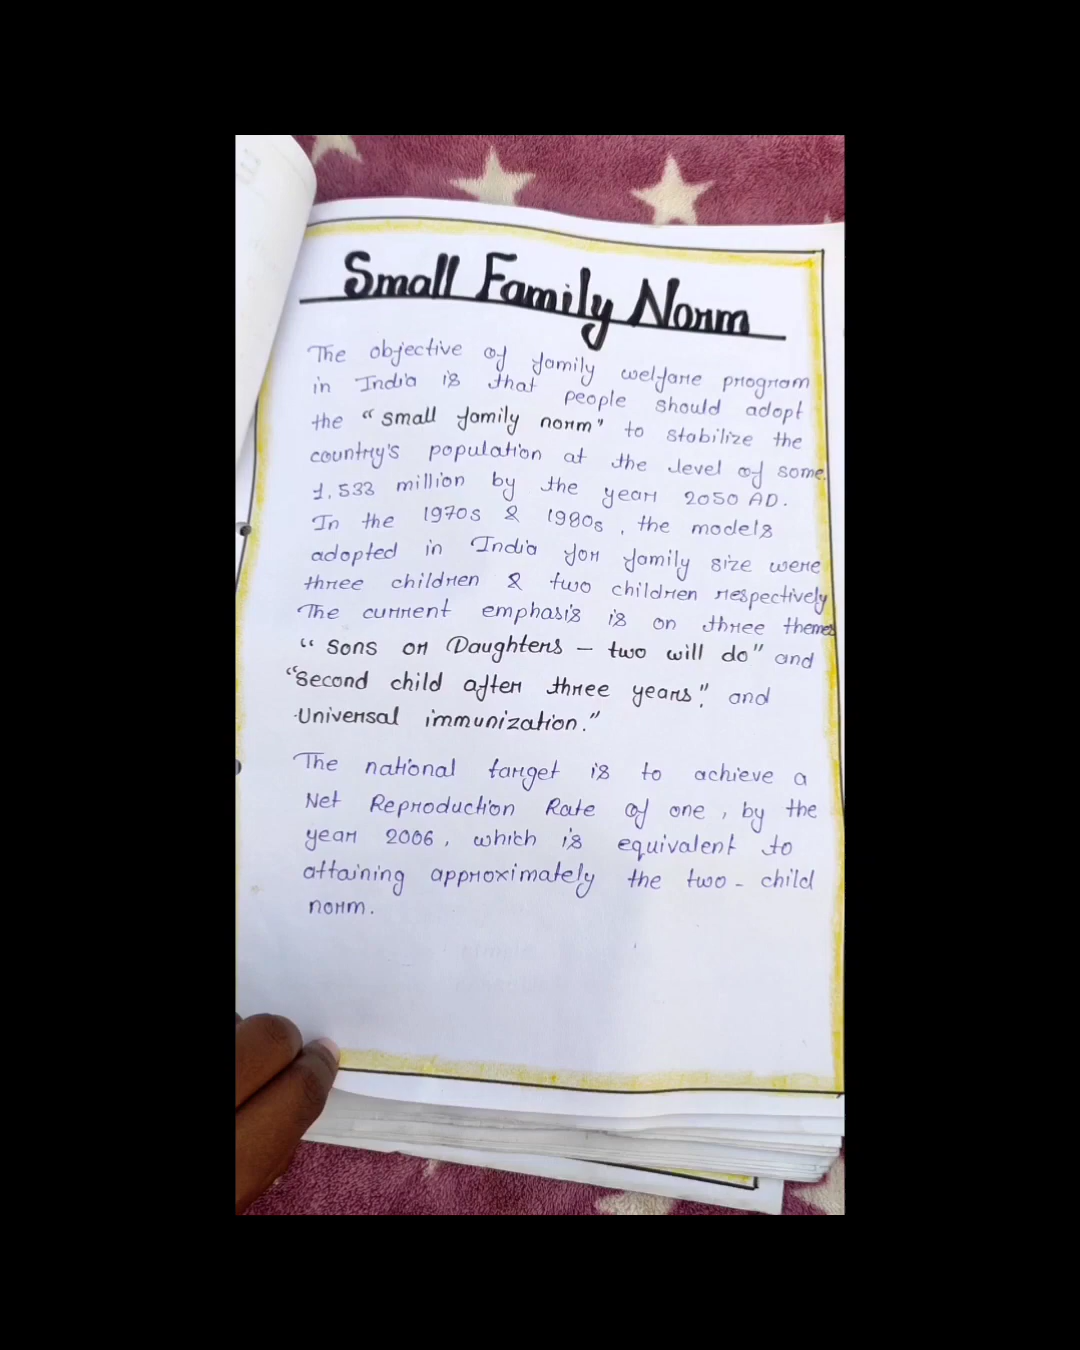 Small Family Norm
The objective of family welfare program
in India is that people should adopt
the "small family norm" to stabilize the
country's population at the level of some
1.533 million by the year 2050 AD.
In the 1970s & 1980s, the models
adopted in India for family size were
three children & two children respectively
The current emphasis is on three themes
"Sons or Daughters – two will do" and
"Second child after three years", and
Universal immunization."
The national target is to achieve a
Net Reproduction Rate of one, by the
year 2006, which is equivalent to
attaining approximately the two-child
norm.